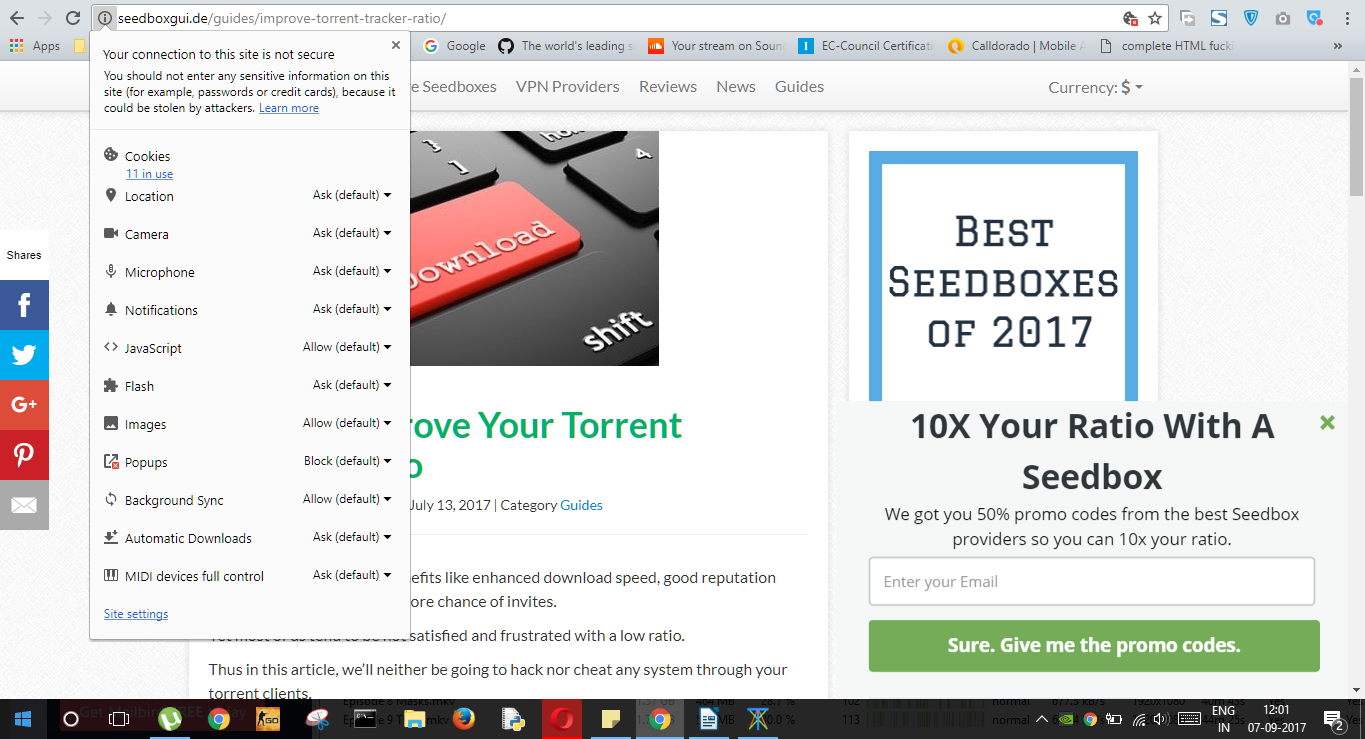 seedboxgui.de/guides/improve-torrent-tracker-ratio/
Apps
Google
The world's leading s
Your stream on Soun
EC-Council Certificati
Calldorado | Mobile A
complete HTML fucki
»
Your connection to this site is not secure
You should not enter any sensitive information on this
site (for example, passwords or credit cards), because it
could be stolen by attackers. Learn more
Cookies
11 in use
Location Ask (default)
Camera Ask (default)
Microphone Ask (default)
Notifications Ask (default)
JavaScript Allow (default)
Flash Ask (default)
Images Allow (default)
Popups Block (default)
Background Sync Allow (default)
Automatic Downloads Ask (default)
MIDI devices full control Ask (default)
Site settings
e Seedboxes
VPN Providers
Reviews
News
Guides
Currency: $
Shares
f
G+
download
shift
rove Your Torrent
o
July 13, 2017 | Category Guides
efits like enhanced download speed, good reputation
ore chance of invites.
satisfied and frustrated with a low ratio.
Thus in this article, we'll neither be going to hack nor cheat any system through your
torrent clients.
Best
Seedboxes
of 2017
10X Your Ratio With A
Seedbox
We got you 50% promo codes from the best Seedbox
providers so you can 10x your ratio.
Enter your Email
Sure. Give me the promo codes.
ENG
IN
12:01
07-09-2017
2